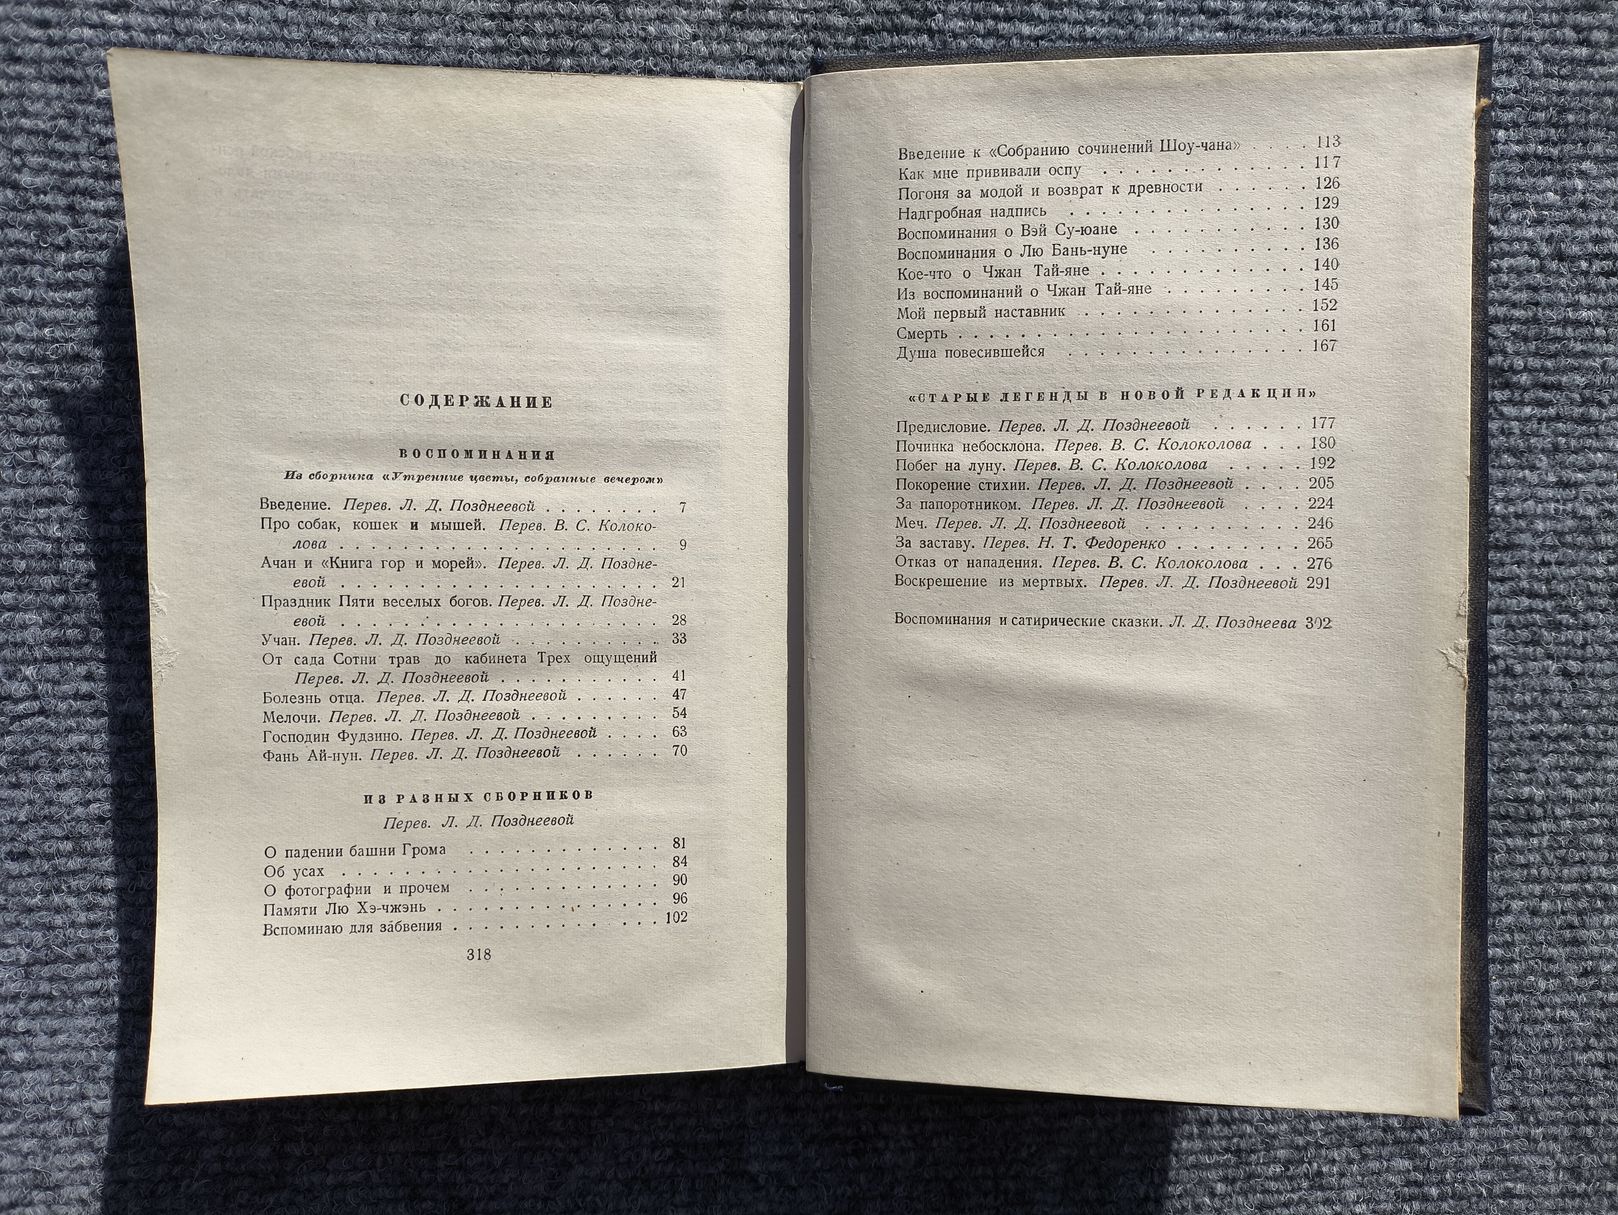 СОДЕРЖАНИЕ
ВОСПОМИНАНИЯ
Из сборника «Утренние цветы, собранные вечером»
Введение. Перев. Л. Д. Позднеевой . . . . . . . . 7
Про собак, кошек и мышей. Перев. В. С. Колоко-
лова . . . . . . . . . . . . . . . . . . . . . . 9
Ачан и «Книга гор и морей». Перев. Л. Д. Поздне-
евой . . . . . . . . . . . . . . . . . . . . . . 21
Праздник Пяти веселых богов. Перев. Л. Д. Поздне-
евой . . . . . . . . . . . . . . . . . . . . . . 28
Учан. Перев. Л. Д. Позднеевой . . . . . . . . . . 33
От сада Сотни трав до кабинета Трех ощущений
Перев. Л. Д. Позднеевой . . . . . . . . . . . 41
Болезнь отца. Перев. Л. Д. Позднеевой . . . . . . 47
Мелочи. Перев. Л. Д. Позднеевой . . . . . . . . . 54
Господин Фудзино. Перев. Л. Д. Позднеевой . . . . 63
Фань Ай-нун. Перев. Л. Д. Позднеевой . . . . . . 70
ИЗ РАЗНЫХ СБОРНИКОВ
Перев. Л. Д. Позднеевой
О падении башни Грома . . . . . . . . . . . . . 81
Об усах . . . . . . . . . . . . . . . . . . . . . 84
О фотографии и прочем . . . . . . . . . . . . . 90
Памяти Лю Хэ-чжэнь . . . . . . . . . . . . . . . 96
Вспоминаю для забвения . . . . . . . . . . . . . . 102
318
Введение к «Собранию сочинений Шоу-чана» . . . . 113
Как мне прививали оспу . . . . . . . . . . . . . . 117
Погоня за модой и возврат к древности . . . . . . 126
Надгробная надпись . . . . . . . . . . . . . . . . 129
Воспоминания о Вэй Су-юане . . . . . . . . . . . . 130
Воспоминания о Лю Бань-нуне . . . . . . . . . . . 136
Кое-что о Чжан Тай-яне . . . . . . . . . . . . . . 140
Из воспоминаний о Чжан Тай-яне . . . . . . . . . 145
Мой первый наставник . . . . . . . . . . . . . . . 152
Смерть . . . . . . . . . . . . . . . . . . . . . . . 161
Душа повесившейся . . . . . . . . . . . . . . . . 167
«СТАРЫЕ ЛЕГЕНДЫ В НОВОЙ РЕДАКЦИИ»
Предисловие. Перев. Л. Д. Позднеевой . . . . . . 177
Починка небосклона. Перев. В. С. Колоколова . . . 180
Побег на луну. Перев. В. С. Колоколова . . . . . 192
Покорение стихии. Перев. Л. Д. Позднеевой . . . . 205
За папоротником. Перев. Л. Д. Позднеевой . . . . 224
Меч. Перев. Л. Д. Позднеевой . . . . . . . . . . 246
За заставу. Перев. Н. Т. Федоренко . . . . . . . . 265
Отказ от нападения. Перев. В. С. Колоколова . . . 276
Воскрешение из мертвых. Перев. Л. Д. Позднеевой 291
Воспоминания и сатирические сказки. Л. Д. Позднеева 302